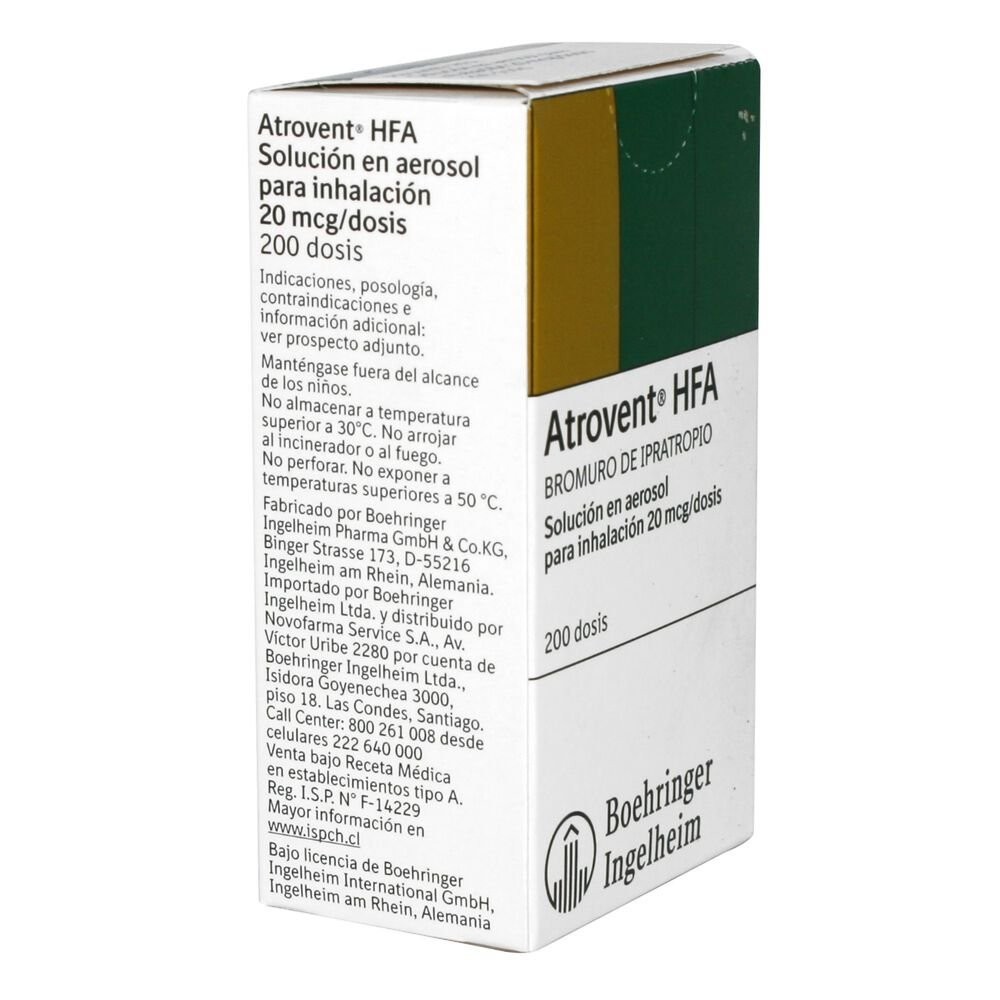 Atrovent® HFA
Solución en aerosol
para inhalación
20 mcg/dosis
200 dosis
Indicaciones, posología,
contraindicaciones e
información adicional:
ver prospecto adjunto.
Manténgase fuera del alcance
de los niños.
No almacenar a temperatura
superior a 30°C. No arrojar
al incinerador o al fuego.
No perforar. No exponer a
temperaturas superiores a 50 °C.
Fabricado por Boehringer
Ingelheim Pharma GmbH & Co.KG,
Binger Strasse 173, D-55216
Ingelheim am Rhein, Alemania.
Importado por Boehringer
Ingelheim Ltda. y distribuido por
Novofarma Service S.A., Av.
Víctor Uribe 2280 por cuenta de
Boehringer Ingelheim Ltda.,
Isidora Goyenechea 3000,
piso 18. Las Condes, Santiago.
Call Center: 800 261 008 desde
celulares 222 640 000
Venta bajo Receta Médica
en establecimientos tipo A.
Reg. I.S.P. N° F-14229
Mayor información en
www.ispch.cl
Bajo licencia de Boehringer
Ingelheim International GmbH,
Ingelheim am Rhein, Alemania
Atrovent® HFA
BROMURO DE IPRATROPIO
Solución en aerosol
para inhalación 20 mcg/dosis
200 dosis
Boehringer
Ingelheim